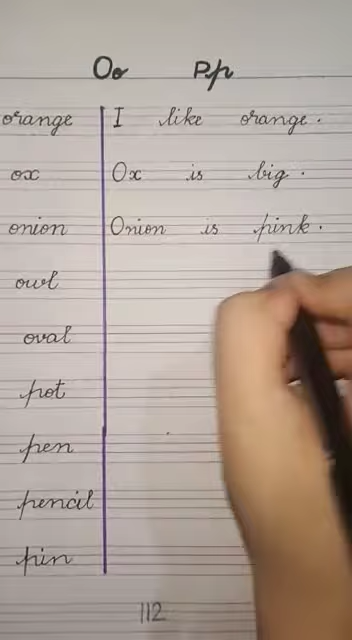 Oo Pp
orange I like orange.
ox Ox is big.
onion Onion is pink.
owl
oval
pot
pen
pencil
pin
112